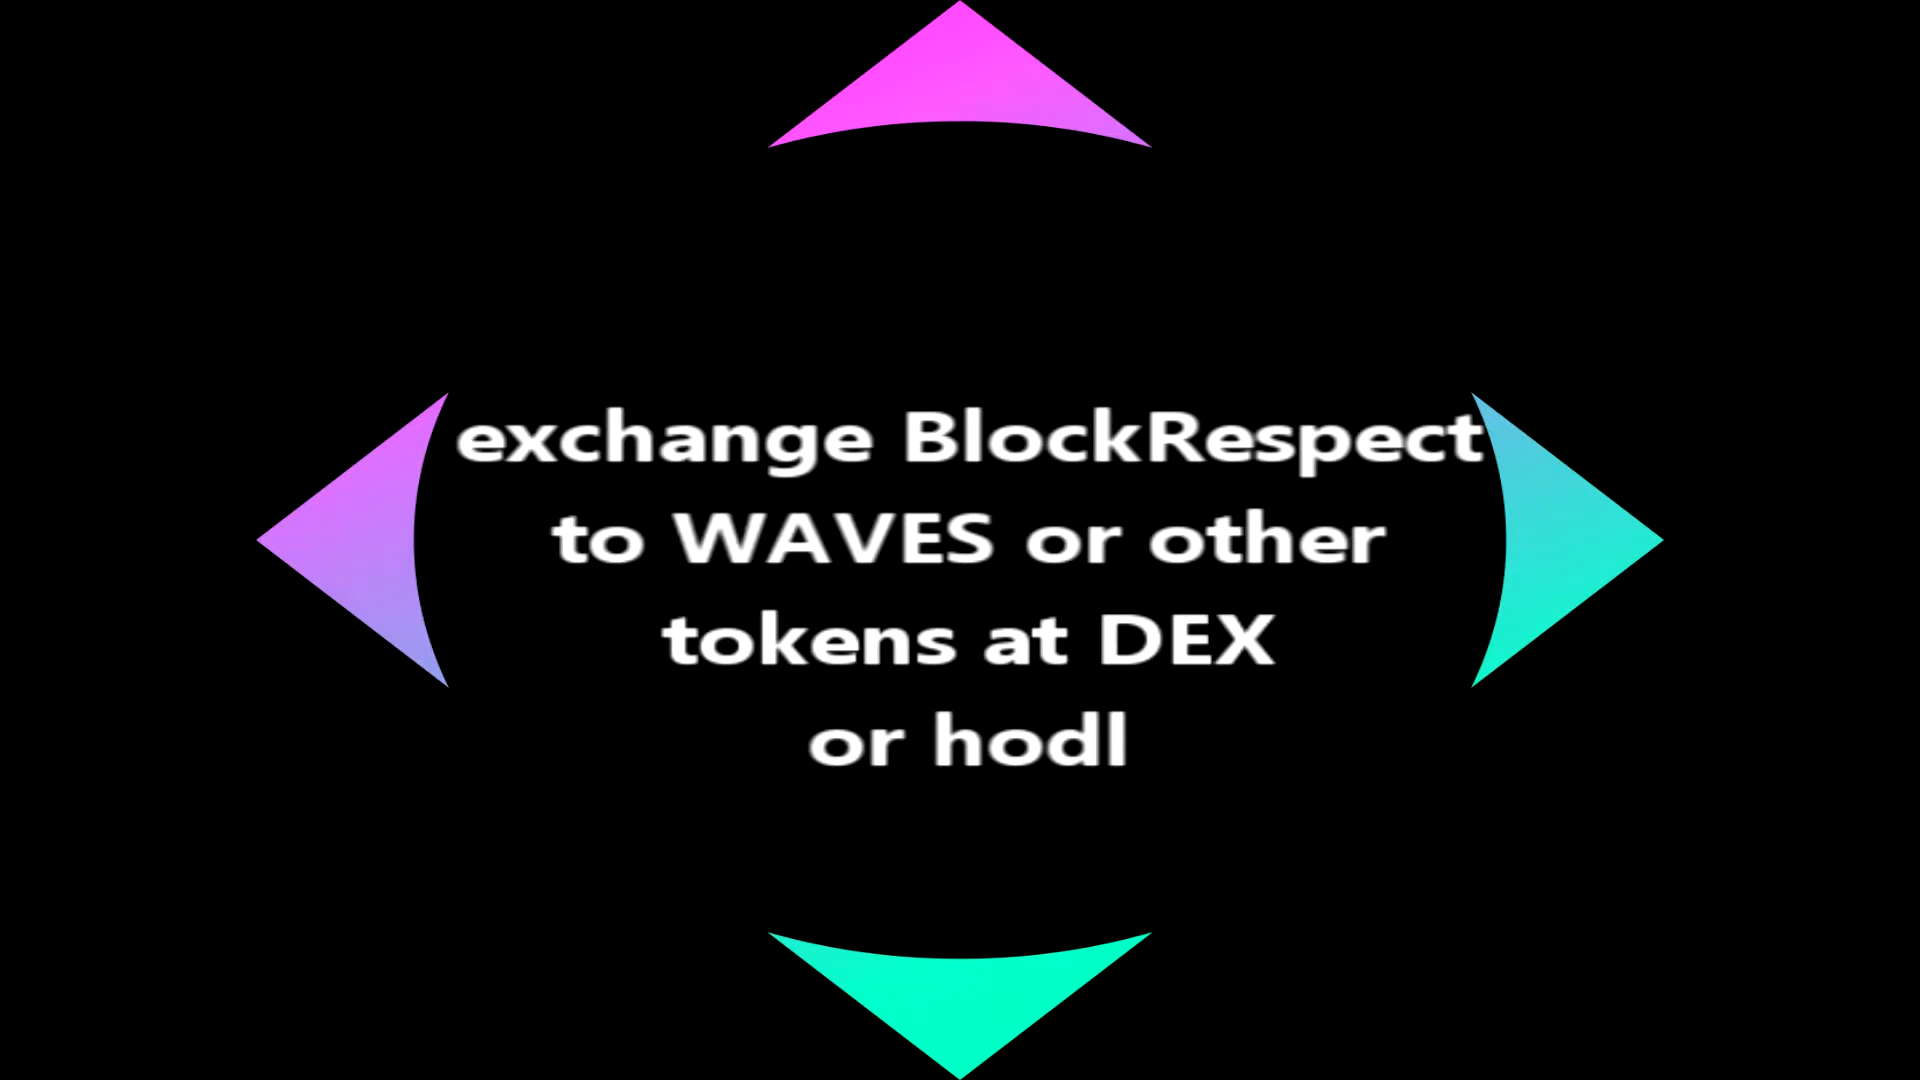 exchange BlockRespect
to WAVES or other
tokens at DEX
or hodl